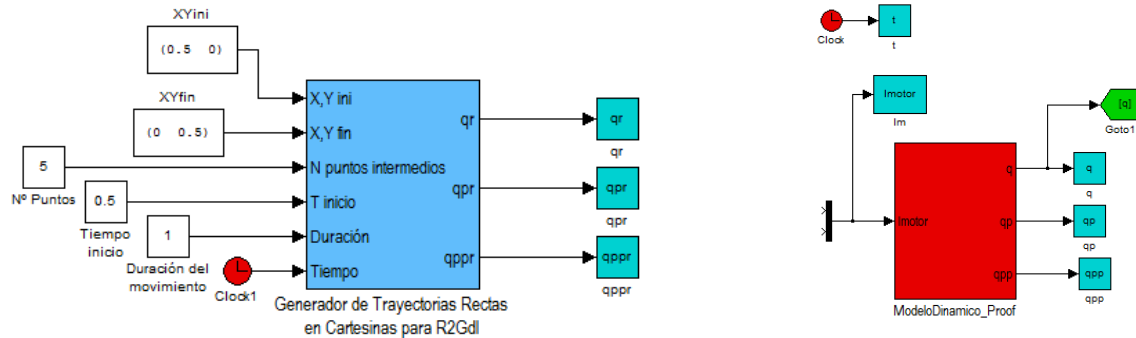 XYini
(0.5 0)
XYfin
(0 0.5)
5
Nº Puntos
0.5
Tiempo
inicio
1
Duración del
movimiento
Clock1
X,Y ini
X,Y fin
N puntos intermedios
T inicio
Duración
Tiempo
qr
qpr
qppr
Generador de Trayectorias Rectas
en Cartesinas para R2Gdl
qr
qr
qpr
qpr
qppr
qppr
Clock
t
t
Imotor
Im
[q]
Goto1
Imotor
q
qp
qpp
ModeloDinamico_Proof
q
q
qp
qp
qpp
qpp